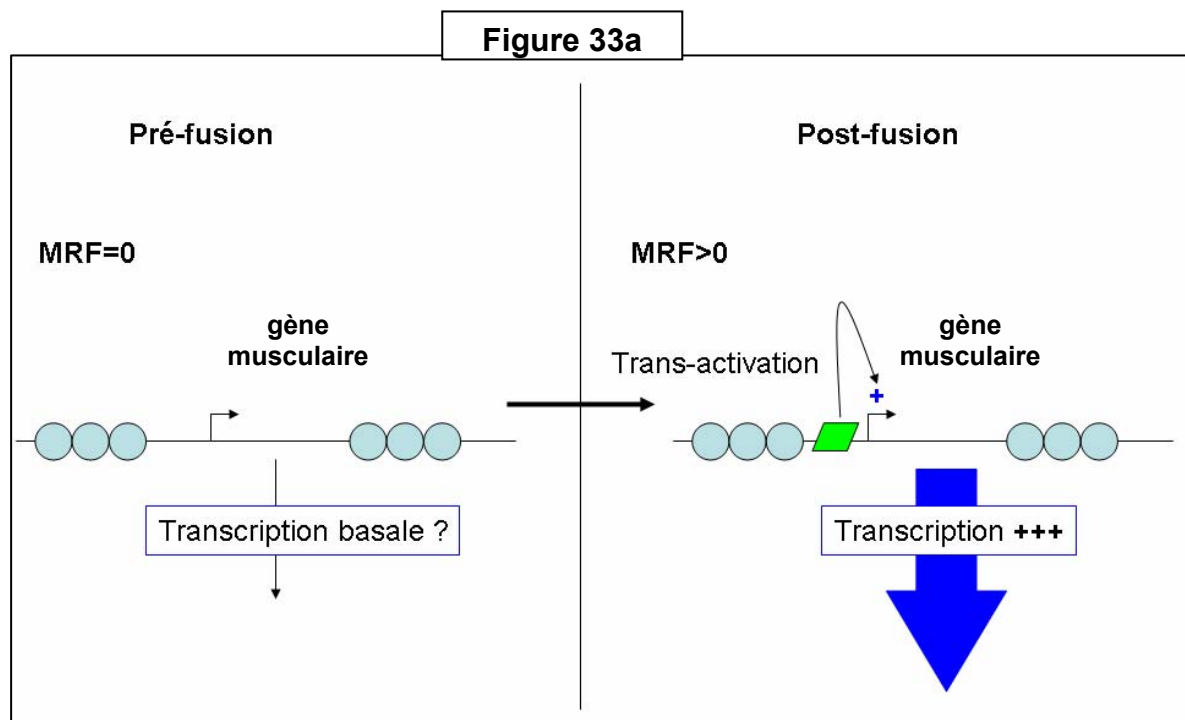 Figure 33a
Pré-fusion
Post-fusion
MRF=0
MRF>0
gène
musculaire
Trans-activation
gène
musculaire
+
Transcription basale ?
Transcription +++